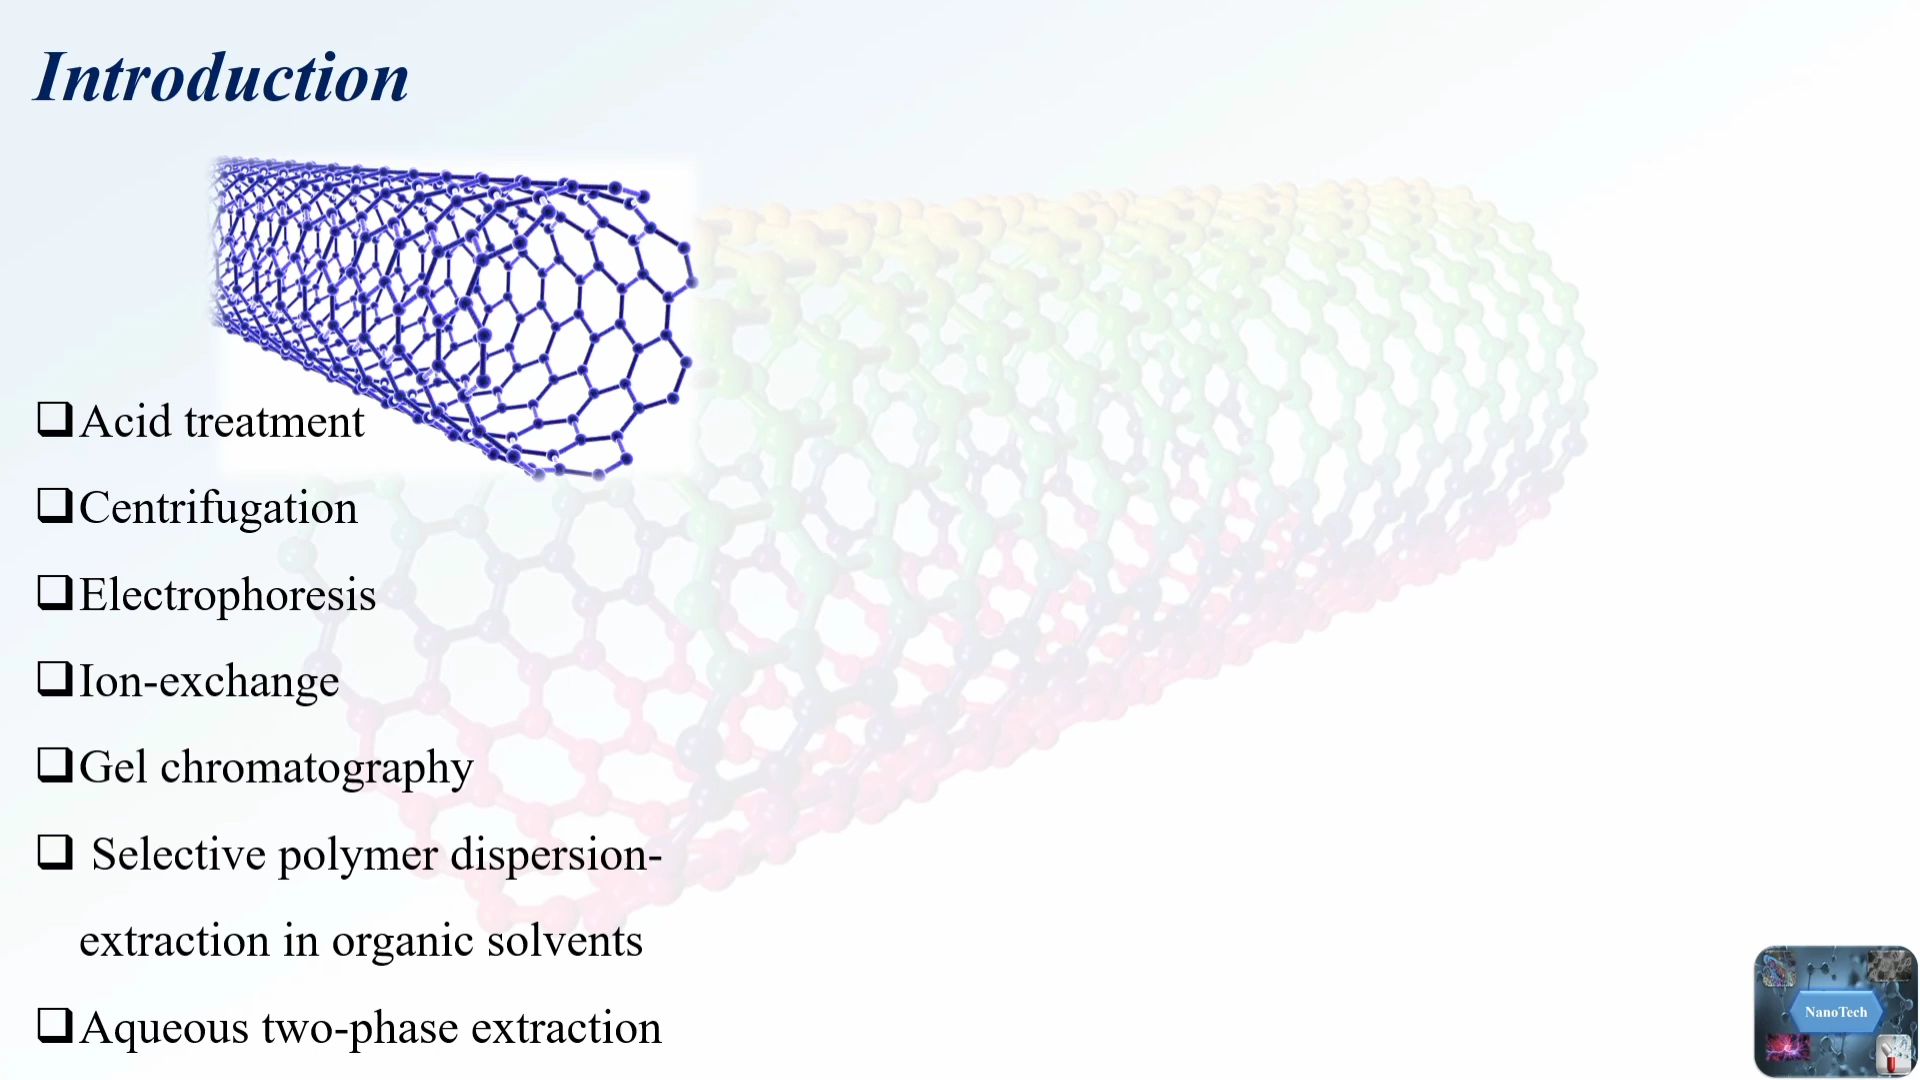 Introduction
❑Acid treatment
❑Centrifugation
❑Electrophoresis
❑Ion-exchange
❑Gel chromatography
❑ Selective polymer dispersion-
extraction in organic solvents
❑Aqueous two-phase extraction
NanoTech